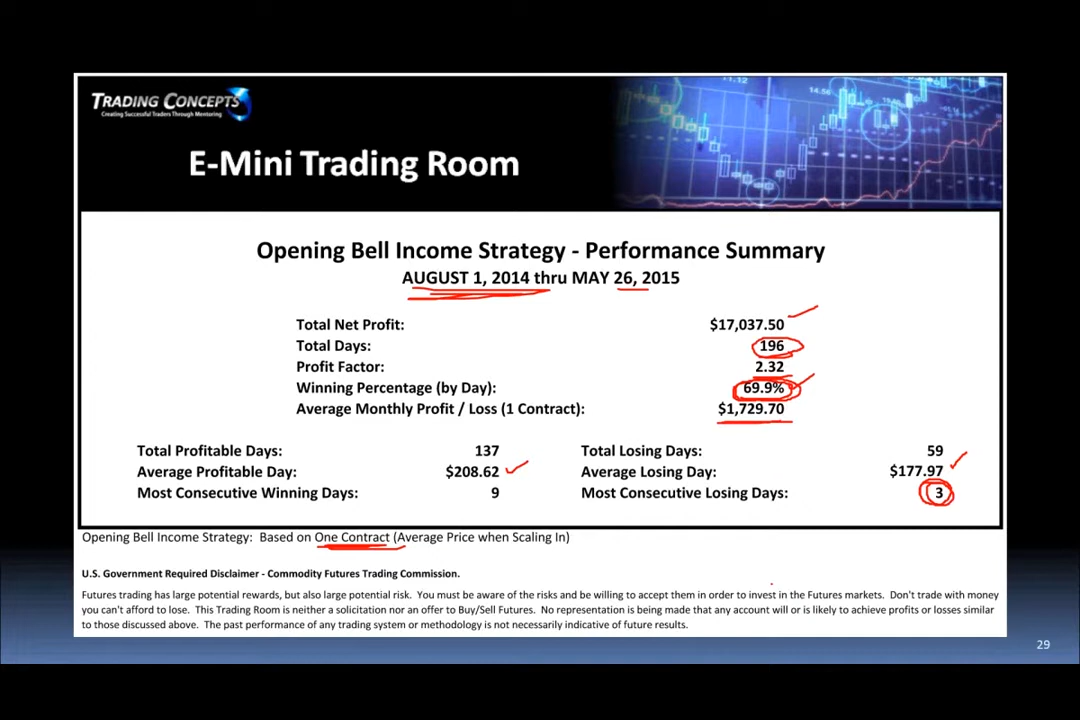 TRADING CONCEPTS
Creating Successful Traders Through Mentoring
E-Mini Trading Room
11.12
14.56
Opening Bell Income Strategy - Performance Summary
AUGUST 1, 2014 thru MAY 26, 2015
Total Net Profit: $17,037.50
Total Days: 196
Profit Factor: 2.32
Winning Percentage (by Day): 69.9%
Average Monthly Profit / Loss (1 Contract): $1,729.70
Total Profitable Days: 137 Total Losing Days: 59
Average Profitable Day: $208.62 Average Losing Day: $177.97
Most Consecutive Winning Days: 9 Most Consecutive Losing Days: 3
Opening Bell Income Strategy: Based on One Contract (Average Price when Scaling In)
U.S. Government Required Disclaimer - Commodity Futures Trading Commission.
Futures trading has large potential rewards, but also large potential risk. You must be aware of the risks and be willing to accept them in order to invest in the Futures markets. Don't trade with money
you can't afford to lose. This Trading Room is neither a solicitation nor an offer to Buy/Sell Futures. No representation is being made that any account will or is likely to achieve profits or losses similar
to those discussed above. The past performance of any trading system or methodology is not necessarily indicative of future results.
29